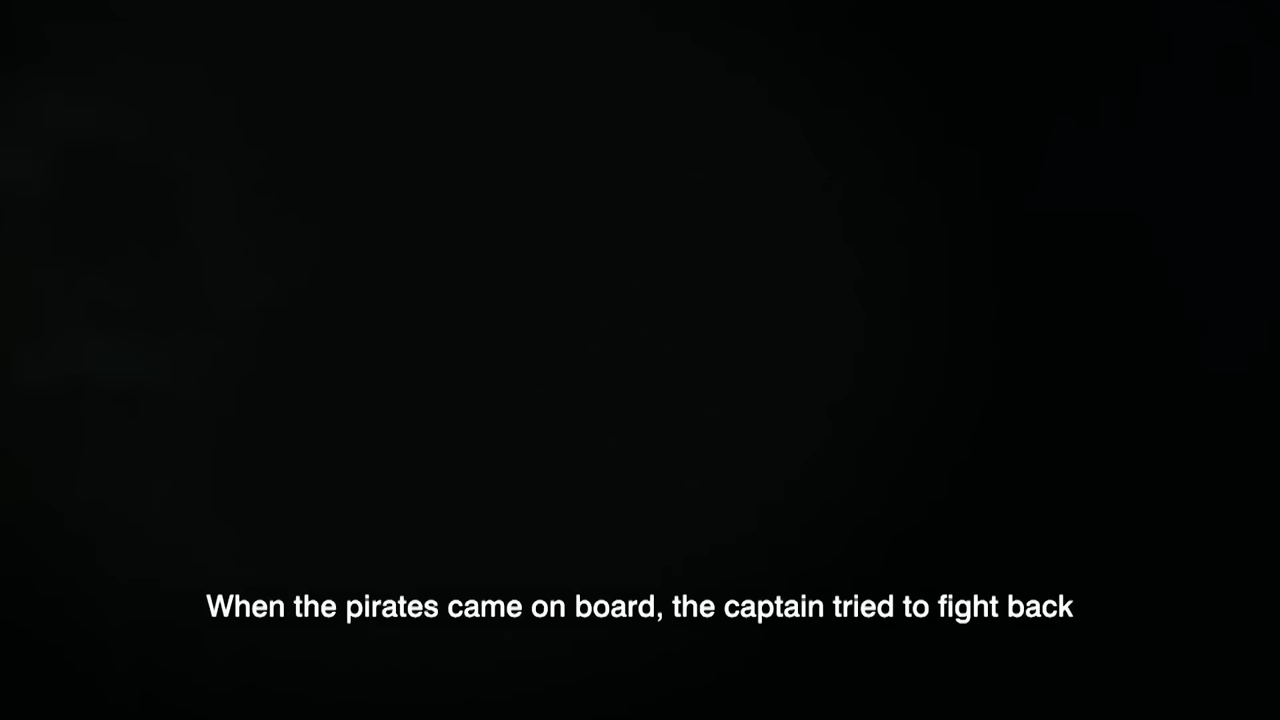 When the pirates came on board, the captain tried to fight back